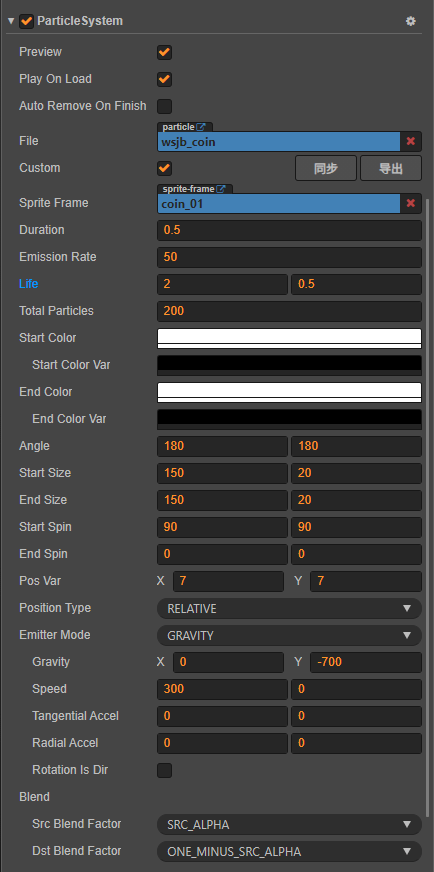 ParticleSystem
Preview
Play On Load
Auto Remove On Finish
particle
File wsjb_coin
Custom 同步 导出
sprite-frame
Sprite Frame coin_01
Duration 0.5
Emission Rate 50
Life 2 0.5
Total Particles 200
Start Color
Start Color Var
End Color
End Color Var
Angle 180 180
Start Size 150 20
End Size 150 20
Start Spin 90 90
End Spin 0 0
Pos Var X 7 Y 7
Position Type RELATIVE
Emitter Mode GRAVITY
Gravity X 0 Y -700
Speed 300 0
Tangential Accel 0 0
Radial Accel 0 0
Rotation Is Dir
Blend
Src Blend Factor SRC_ALPHA
Dst Blend Factor ONE_MINUS_SRC_ALPHA